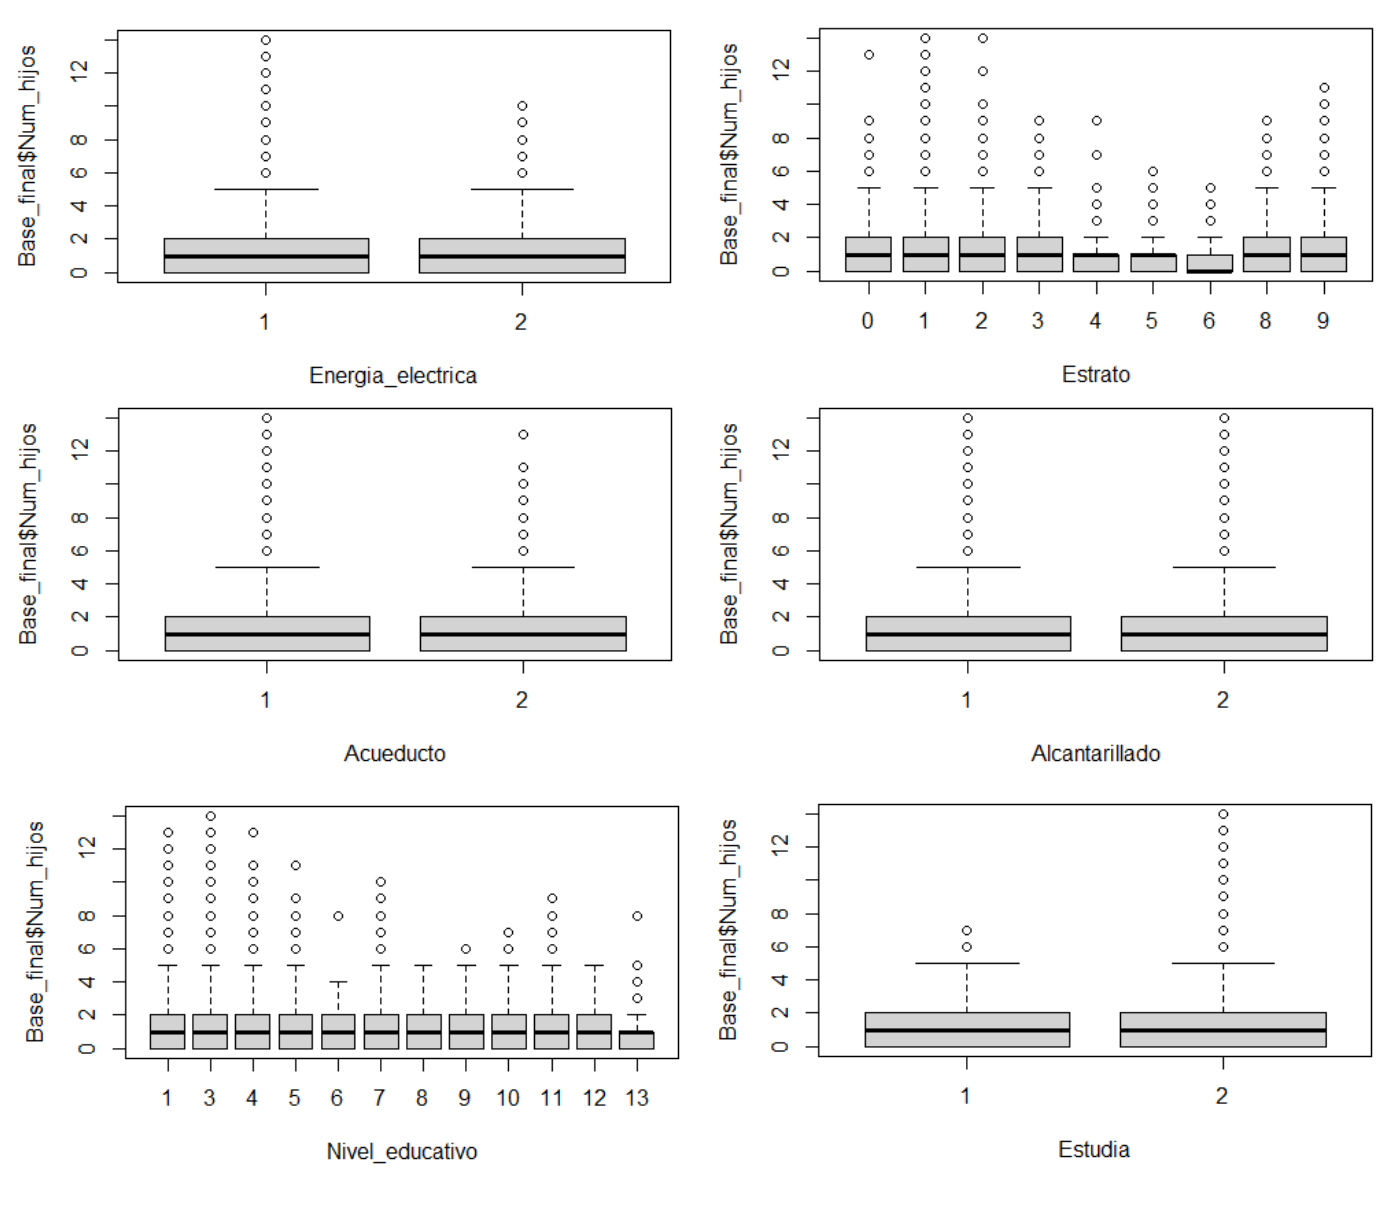 Base_final$Num_hijos
0 2 4 6 8 12
1 2
Energia_electrica
Base_final$Num_hijos
0 2 4 6 8 12
0 1 2 3 4 5 6 8 9
Estrato
Base_final$Num_hijos
0 2 4 6 8 12
1 2
Acueducto
Base_final$Num_hijos
0 2 4 6 8 12
1 2
Alcantarillado
Base_final$Num_hijos
0 2 4 6 8 12
1 3 4 5 6 7 8 9 10 11 12 13
Nivel_educativo
Base_final$Num_hijos
0 2 4 6 8 12
1 2
Estudia